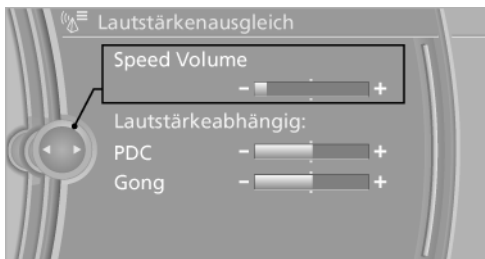 Lautstärkenausgleich
Speed Volume
- +
Lautstärkeabhängig:
PDC - +
Gong - +